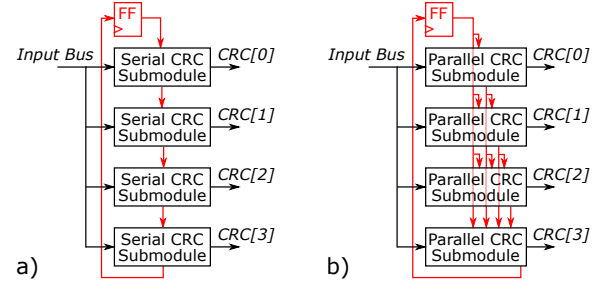 FF
Input Bus
Serial CRC
Submodule
CRC[0]
Serial CRC
Submodule
CRC[1]
Serial CRC
Submodule
CRC[2]
Serial CRC
Submodule
CRC[3]
a)
FF
Input Bus
Parallel CRC
Submodule
CRC[0]
Parallel CRC
Submodule
CRC[1]
Parallel CRC
Submodule
CRC[2]
Parallel CRC
Submodule
CRC[3]
b)